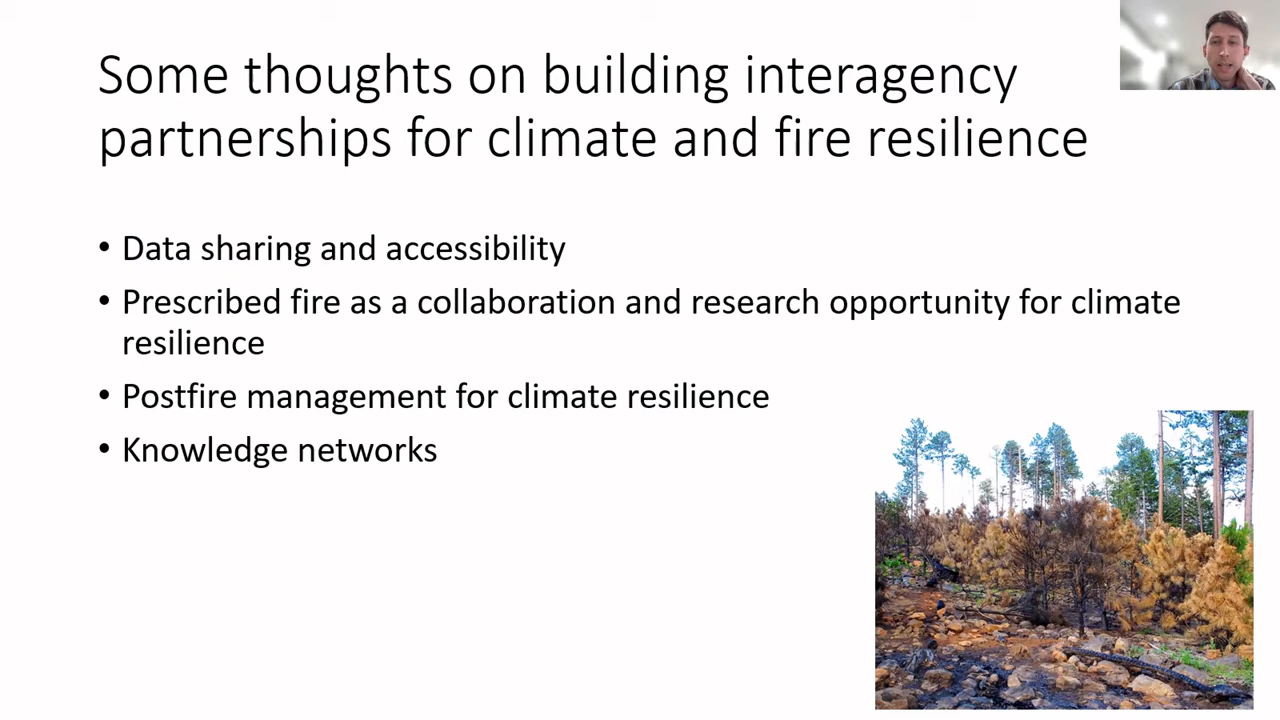 Some thoughts on building interagency
partnerships for climate and fire resilience
• Data sharing and accessibility
• Prescribed fire as a collaboration and research opportunity for climate
resilience
• Postfire management for climate resilience
• Knowledge networks